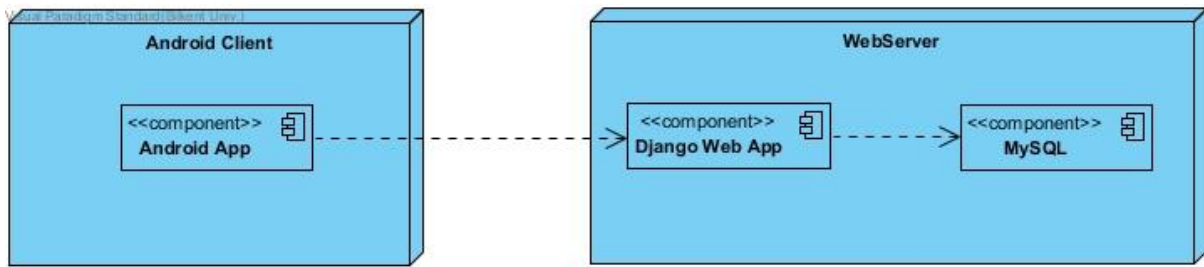 Visual Paradigm Standard(Bilkent Univ.)
Android Client
WebServer
<<component>>
Android App
<<component>>
Django Web App
<<component>>
MySQL